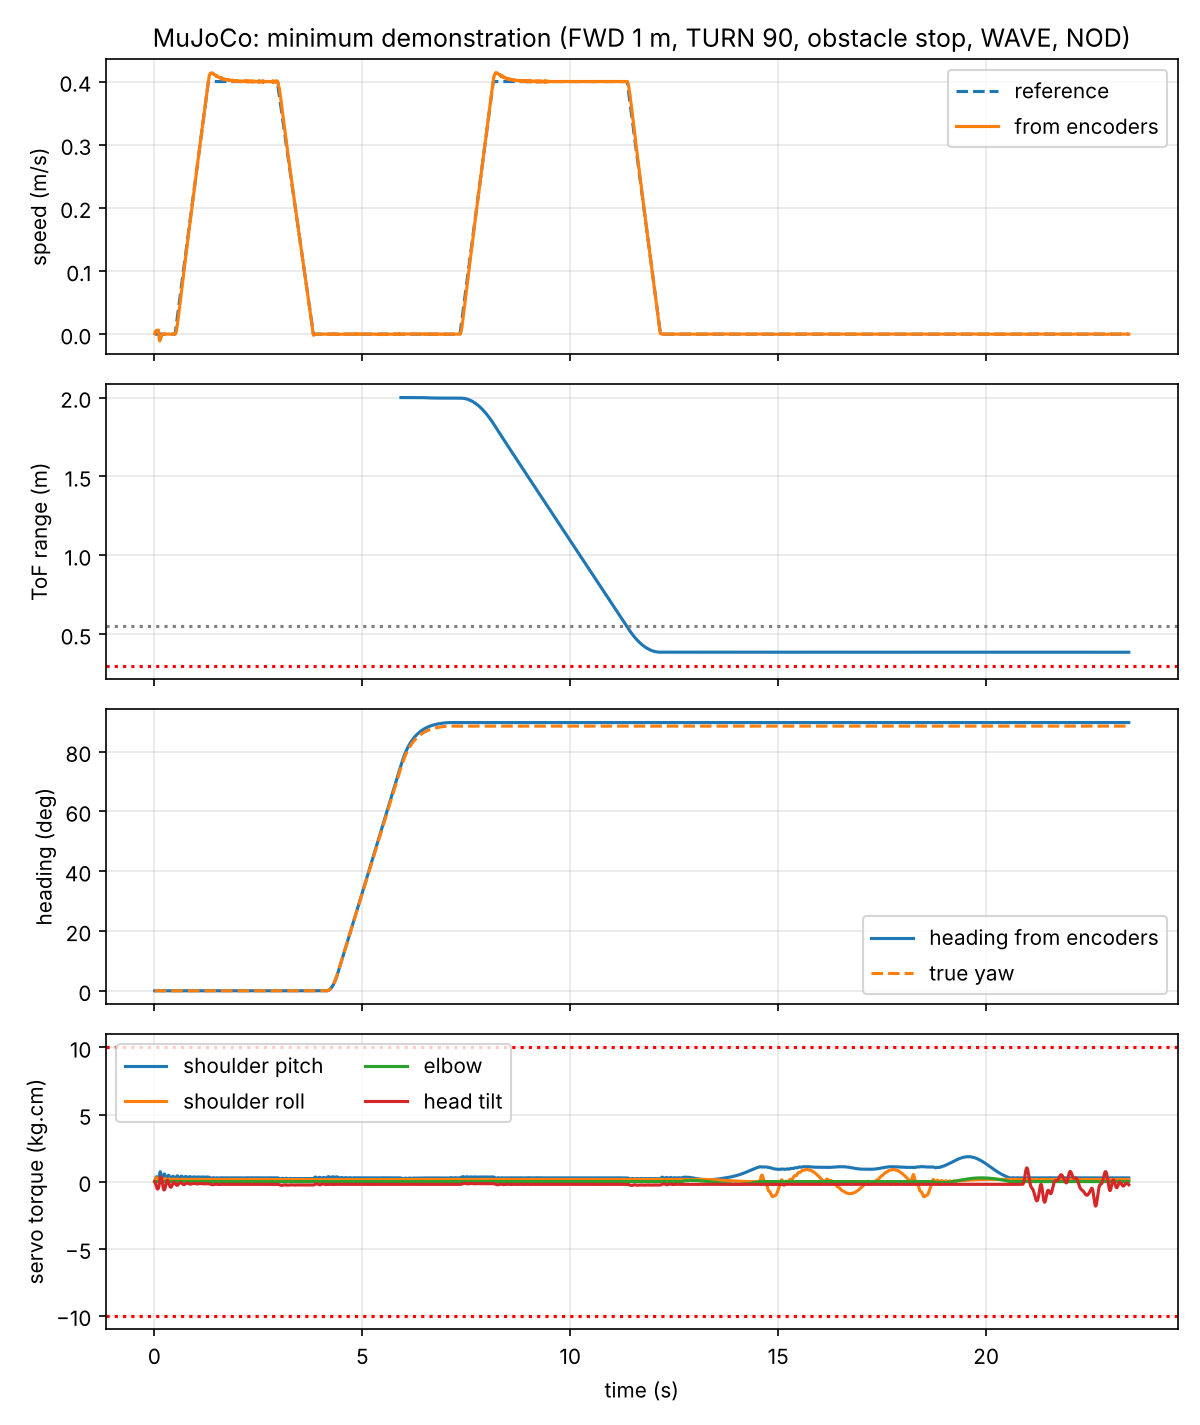 MuJoCo: minimum demonstration (FWD 1 m, TURN 90, obstacle stop, WAVE, NOD)
0.4
0.3
0.2
0.1
0.0
speed (m/s)
reference
from encoders
2.0
1.5
1.0
0.5
ToF range (m)
80
60
40
20
0
heading (deg)
heading from encoders
true yaw
10
5
0
−5
−10
servo torque (kg.cm)
shoulder pitch
shoulder roll
elbow
head tilt
0 5 10 15 20
time (s)